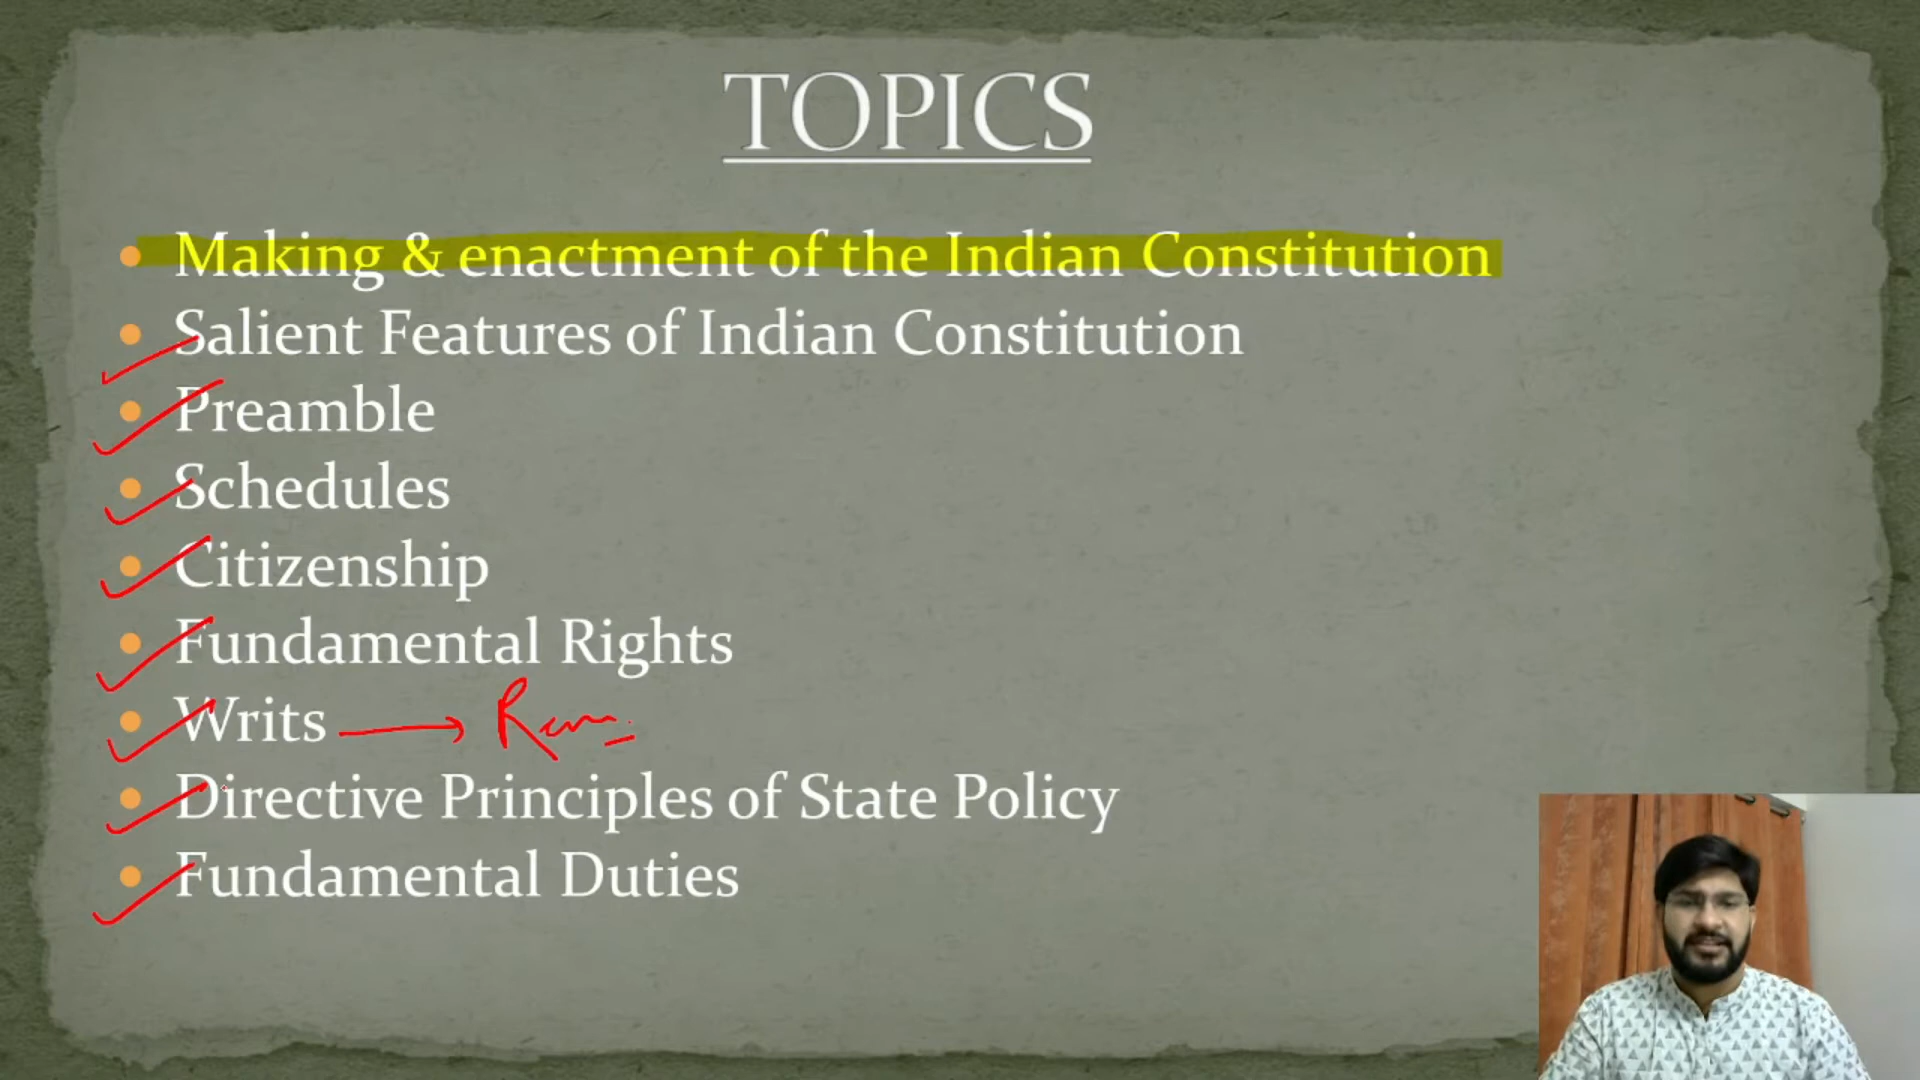 TOPICS
Making & enactment of the Indian Constitution
Salient Features of Indian Constitution
Preamble
Schedules
Citizenship
Fundamental Rights
Writs
Directive Principles of State Policy
Fundamental Duties